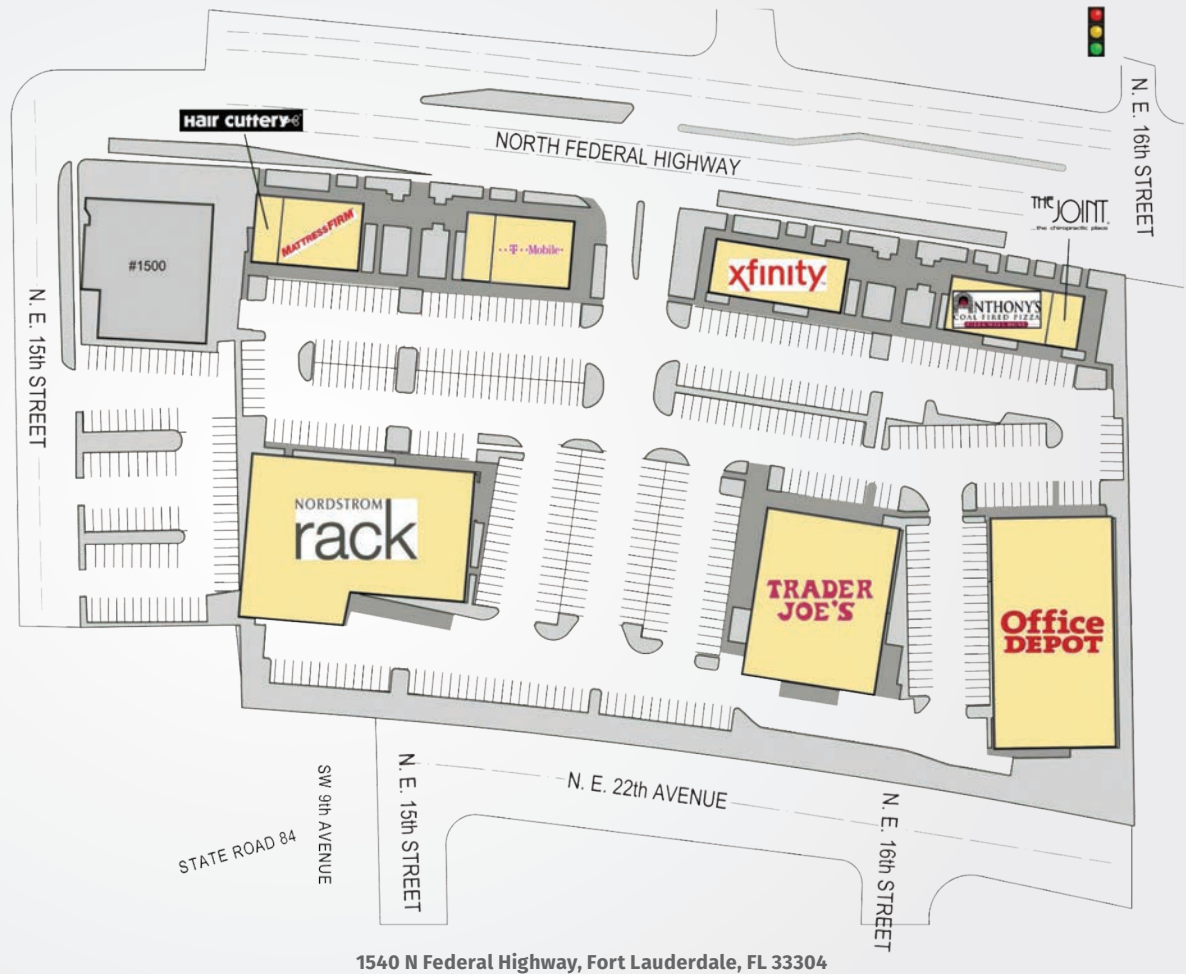 N. E. 16th STREET
Hair cuttery
NORTH FEDERAL HIGHWAY
THE JOINT
...the chiropractic place
MATTRESSFIRM
T Mobile
#1500
xfinity
ANTHONY'S
COAL FIRED PIZZA
N. E. 15th STREET
NORDSTROM
rack
TRADER
JOE'S
Office
DEPOT
N. E. 22th AVENUE
SW 9th AVENUE
N. E. 15th STREET
N. E. 16th STREET
STATE ROAD 84
1540 N Federal Highway, Fort Lauderdale, FL 33304